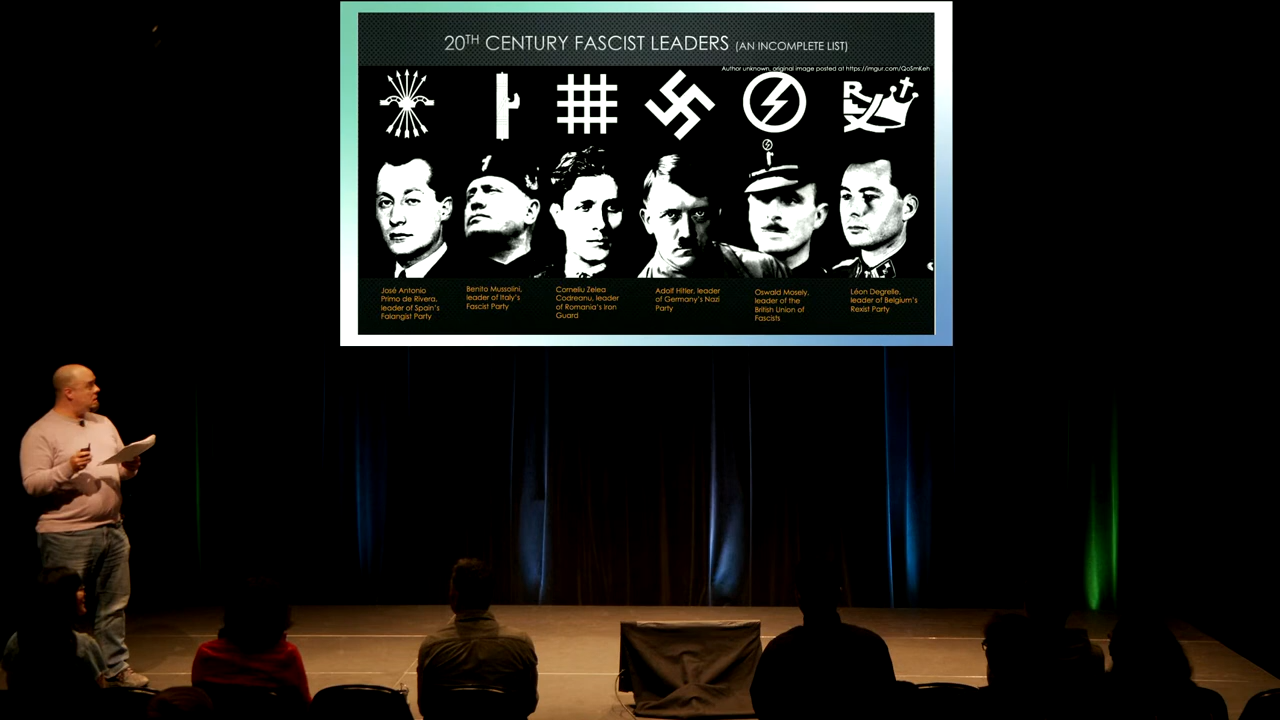 20TH CENTURY FASCIST LEADERS (AN INCOMPLETE LIST)
Author unknown, original image posted at https://imgur.com/QoSmKeh
R
L
X
José Antonio
Primo de Rivera,
leader of Spain's
Falangist Party
Benito Mussolini,
leader of Italy's
Fascist Party
Corneliu Zelea
Codreanu, leader
of Romania's Iron
Guard
Adolf Hitler, leader
of Germany's Nazi
Party
Oswald Mosely,
leader of the
British Union of
Fascists
Léon Degrelle,
leader of Belgium's
Rexist Party